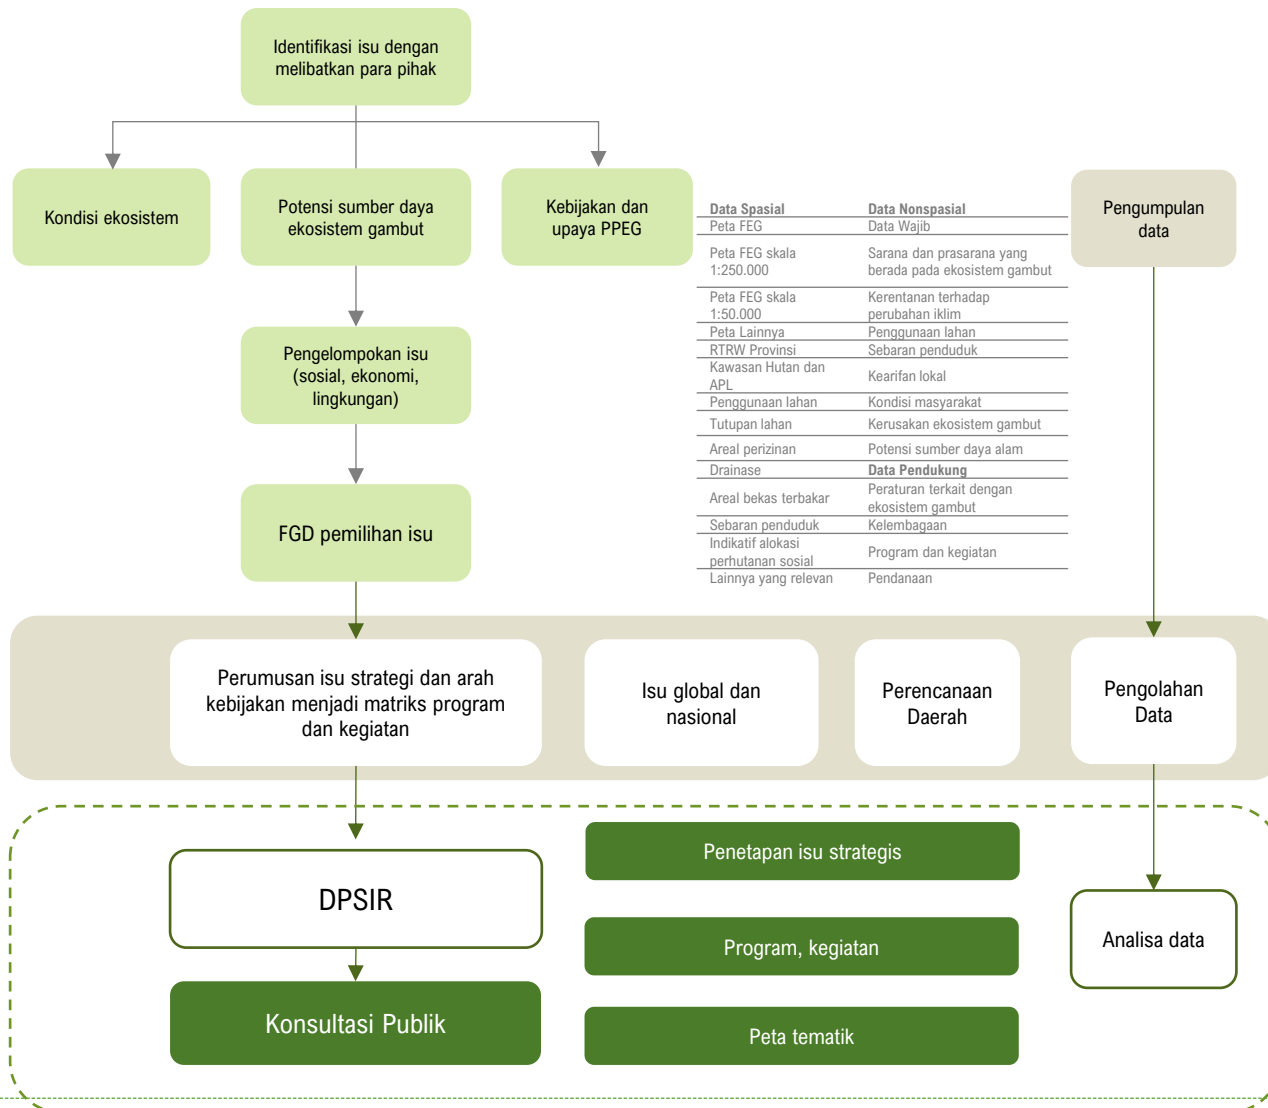 Identifikasi isu dengan
melibatkan para pihak
Kondisi ekosistem
Potensi sumber daya
ekosistem gambut
Kebijakan dan
upaya PPEG
Pengelompokan isu
(sosial, ekonomi,
lingkungan)
FGD pemilihan isu
Data Spasial Data Nonspasial
Peta FEG Data Wajib
Peta FEG skala
1:250.000
Sarana dan prasarana yang
berada pada ekosistem gambut
Peta FEG skala
1:50.000
Kerentanan terhadap
perubahan iklim
Peta Lainnya Penggunaan lahan
RTRW Provinsi Sebaran penduduk
Kawasan Hutan dan
APL
Kearifan lokal
Penggunaan lahan Kondisi masyarakat
Tutupan lahan Kerusakan ekosistem gambut
Areal perizinan Potensi sumber daya alam
Drainase Data Pendukung
Areal bekas terbakar
Peraturan terkait dengan
ekosistem gambut
Sebaran penduduk Kelembagaan
Indikatif alokasi
perhutanan sosial
Program dan kegiatan
Lainnya yang relevan Pendanaan
Pengumpulan
data
Perumusan isu strategi dan arah
kebijakan menjadi matriks program
dan kegiatan
Isu global dan
nasional
Perencanaan
Daerah
Pengolahan
Data
DPSIR
Konsultasi Publik
Penetapan isu strategis
Program, kegiatan
Peta tematik
Analisa data